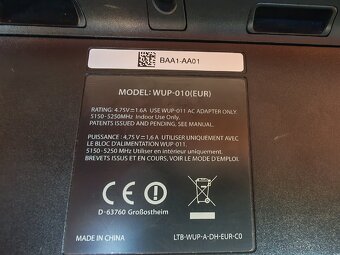 BAA1-AA01
MODEL: WUP-010(EUR)
RATING: 4.75V⎓1.6A USE WUP-011 AC ADAPTER ONLY.
5150-5250MHz Indoor Use Only.
PATENTS ISSUED AND PENDING, SEE MANUAL.
PUISSANCE : 4,75 V⎓1,6 A UTILISER UNIQUEMENT AVEC
LE BLOC D'ALIMENTATION WUP-011.
5150-5250 MHz Utiliser en intérieur uniquement.
BREVETS ISSUS ET EN COURS, VOIR LE MODE D'EMPLOI.
CE
D-63760 Großostheim
MADE IN CHINA
LTB-WUP-A-DH-EUR-C0